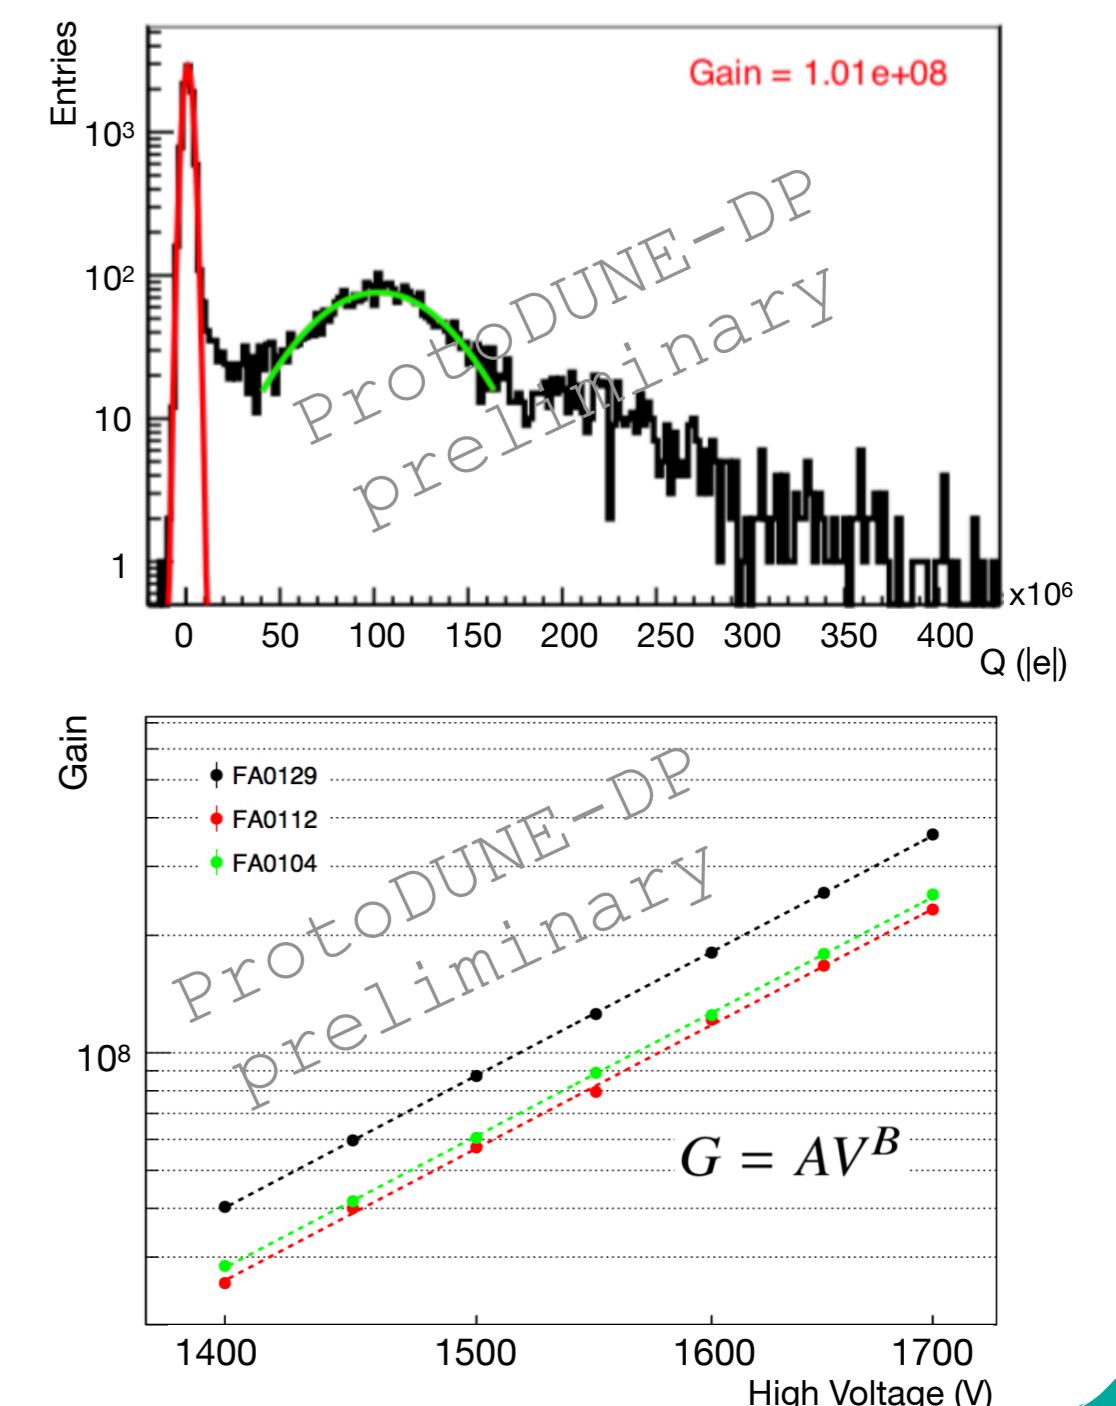 Entries
Gain = 1.01e+08
10³
10²
10
1
ProtoDUNE-DP
preliminary
0 50 100 150 200 250 300 350 400
x10⁶
Q (|e|)
Gain
FA0129
FA0112
FA0104
ProtoDUNE-DP
preliminary
10⁸
G = AV^B
1400 1500 1600 1700
High Voltage (V)